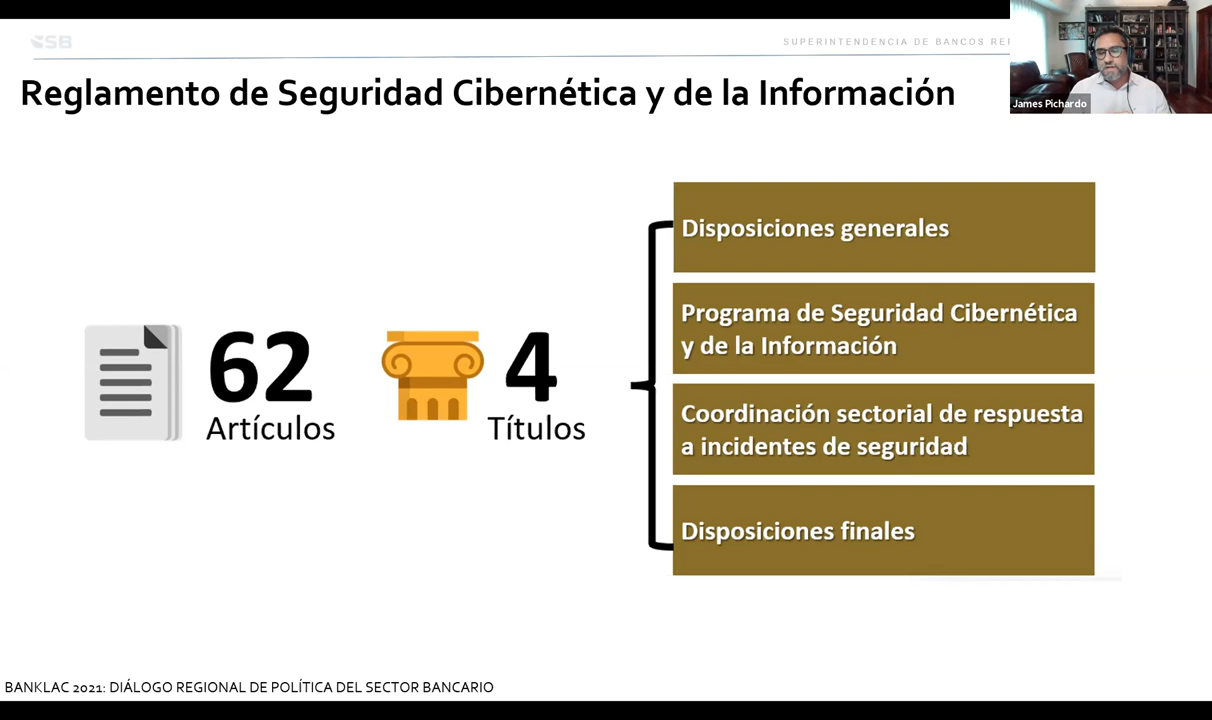 SB
SUPERINTENDENCIA DE BANCOS
Reglamento de Seguridad Cibernética y de la Información
James Pichardo
62
Artículos
4
Títulos
Disposiciones generales
Programa de Seguridad Cibernética
y de la Información
Coordinación sectorial de respuesta
a incidentes de seguridad
Disposiciones finales
BANKLAC 2021: DIÁLOGO REGIONAL DE POLÍTICA DEL SECTOR BANCARIO